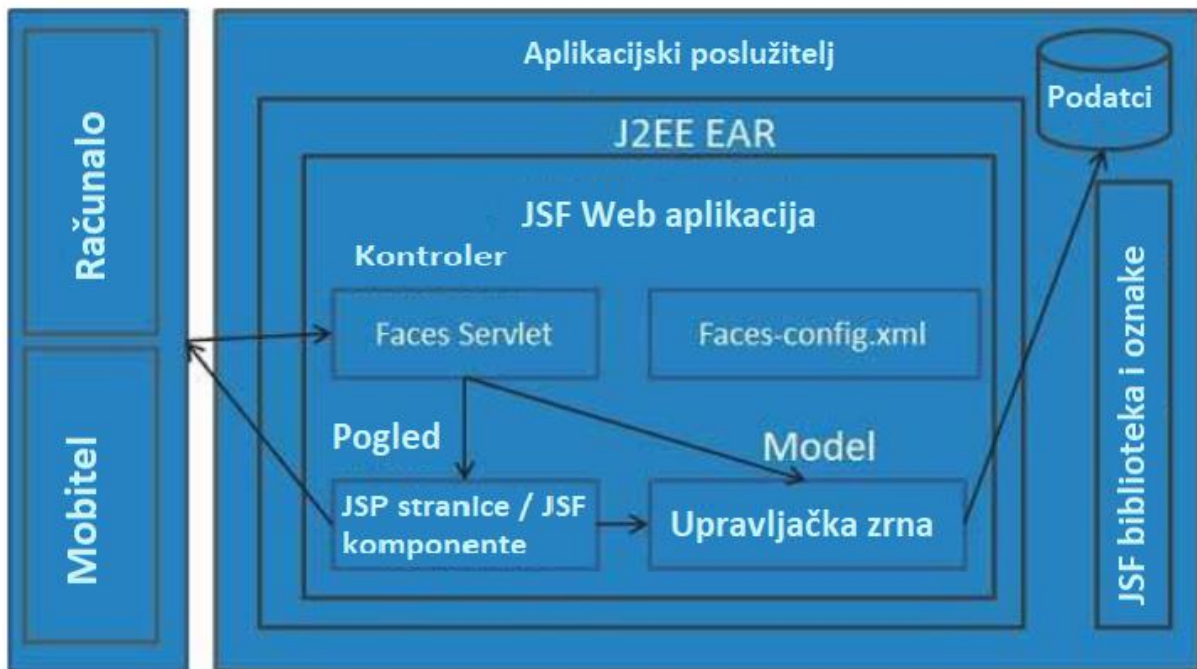 Računalo
Mobitel
Aplikacijski poslužitelj
Podatci
J2EE EAR
JSF Web aplikacija
Kontroler
Faces Servlet
Faces-config.xml
Pogled
Model
JSP stranice / JSF
komponente
Upravljačka zrna
JSF biblioteka i oznake